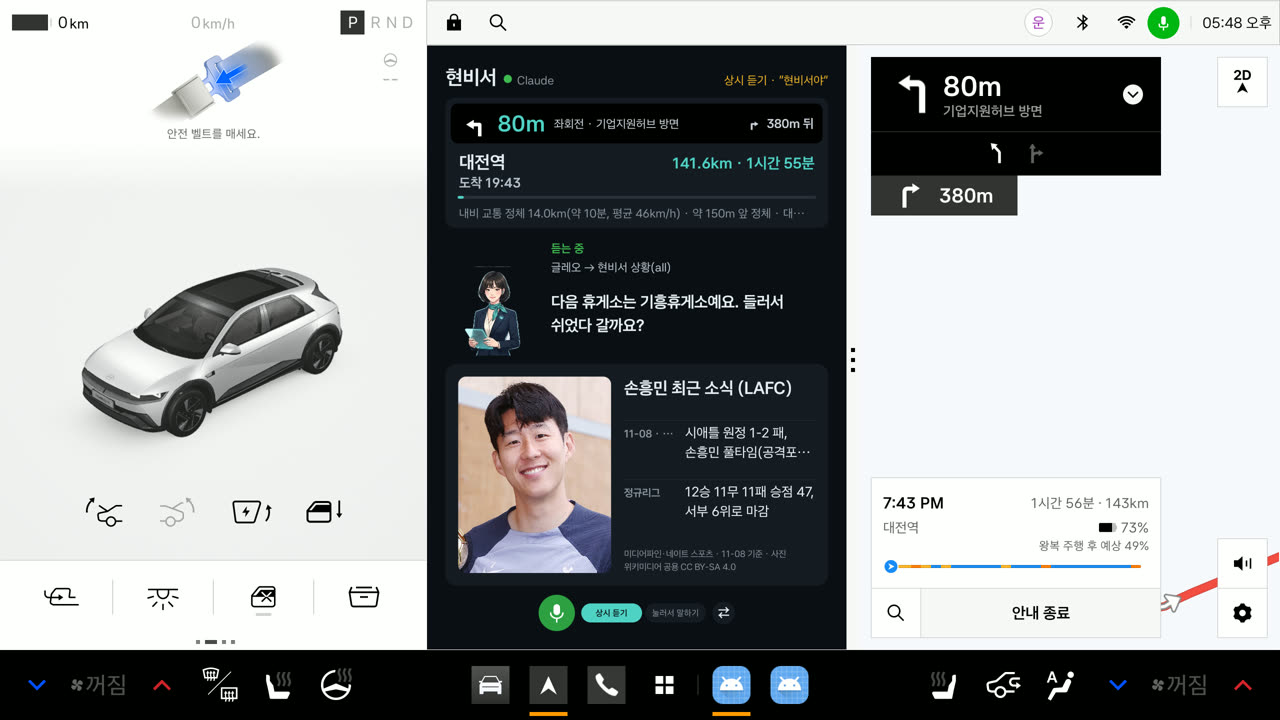 0 km
0 km/h
P R N D
안전 벨트를 매세요.
운
05:48 오후
현비서 Claude
상시 듣기 · "현비서야"
80m 좌회전 · 기업지원허브 방면
380m 뒤
대전역
141.6km · 1시간 55분
도착 19:43
내비 교통 정체 14.0km(약 10분, 평균 46km/h) · 약 150m 앞 정체 · 대…
듣는 중
글레오 → 현비서 상황(all)
다음 휴게소는 기흥휴게소예요. 들러서
쉬었다 갈까요?
손흥민 최근 소식 (LAFC)
11-08 · … 시애틀 원정 1-2 패,
손흥민 풀타임(공격포…
정규리그 12승 11무 11패 승점 47,
서부 6위로 마감
미디어파인·네이트 스포츠 · 11-08 기준 · 사진
위키미디어 공용 CC BY-SA 4.0
상시 듣기
눌러서 말하기
80m
기업지원허브 방면
380m
2D
7:43 PM
1시간 56분 · 143km
대전역
73%
왕복 주행 후 예상 49%
안내 종료
꺼짐
A
꺼짐